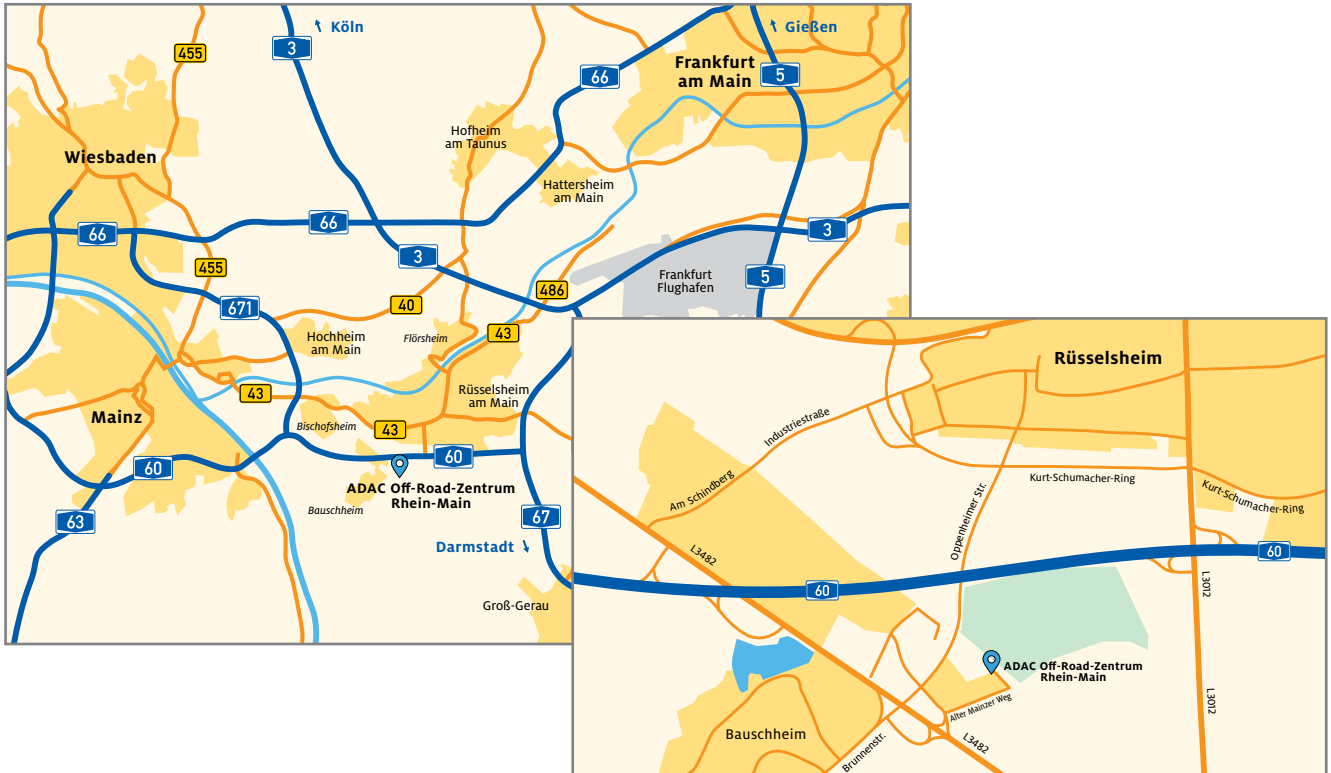 Köln
Gießen
455
3
66
Frankfurt
am Main
5
Hofheim
am Taunus
Wiesbaden
Hattersheim
am Main
66
66
3
3
455
Frankfurt
Flughafen
5
486
671
40
43
Hochheim
am Main
Flörsheim
43
Rüsselsheim
am Main
Mainz
Bischofsheim
43
60
60
ADAC Off-Road-Zentrum
Rhein-Main
Bauschheim
63
67
Darmstadt
Groß-Gerau
Rüsselsheim
Industriestraße
Am Schindberg
Kurt-Schumacher-Ring
Kurt-Schumacher-Ring
Oppenheimer Str.
L3482
60
60
L3012
ADAC Off-Road-Zentrum
Rhein-Main
L3012
Alter Mainzer Weg
Bauschheim
Brunnenstr.
L3482